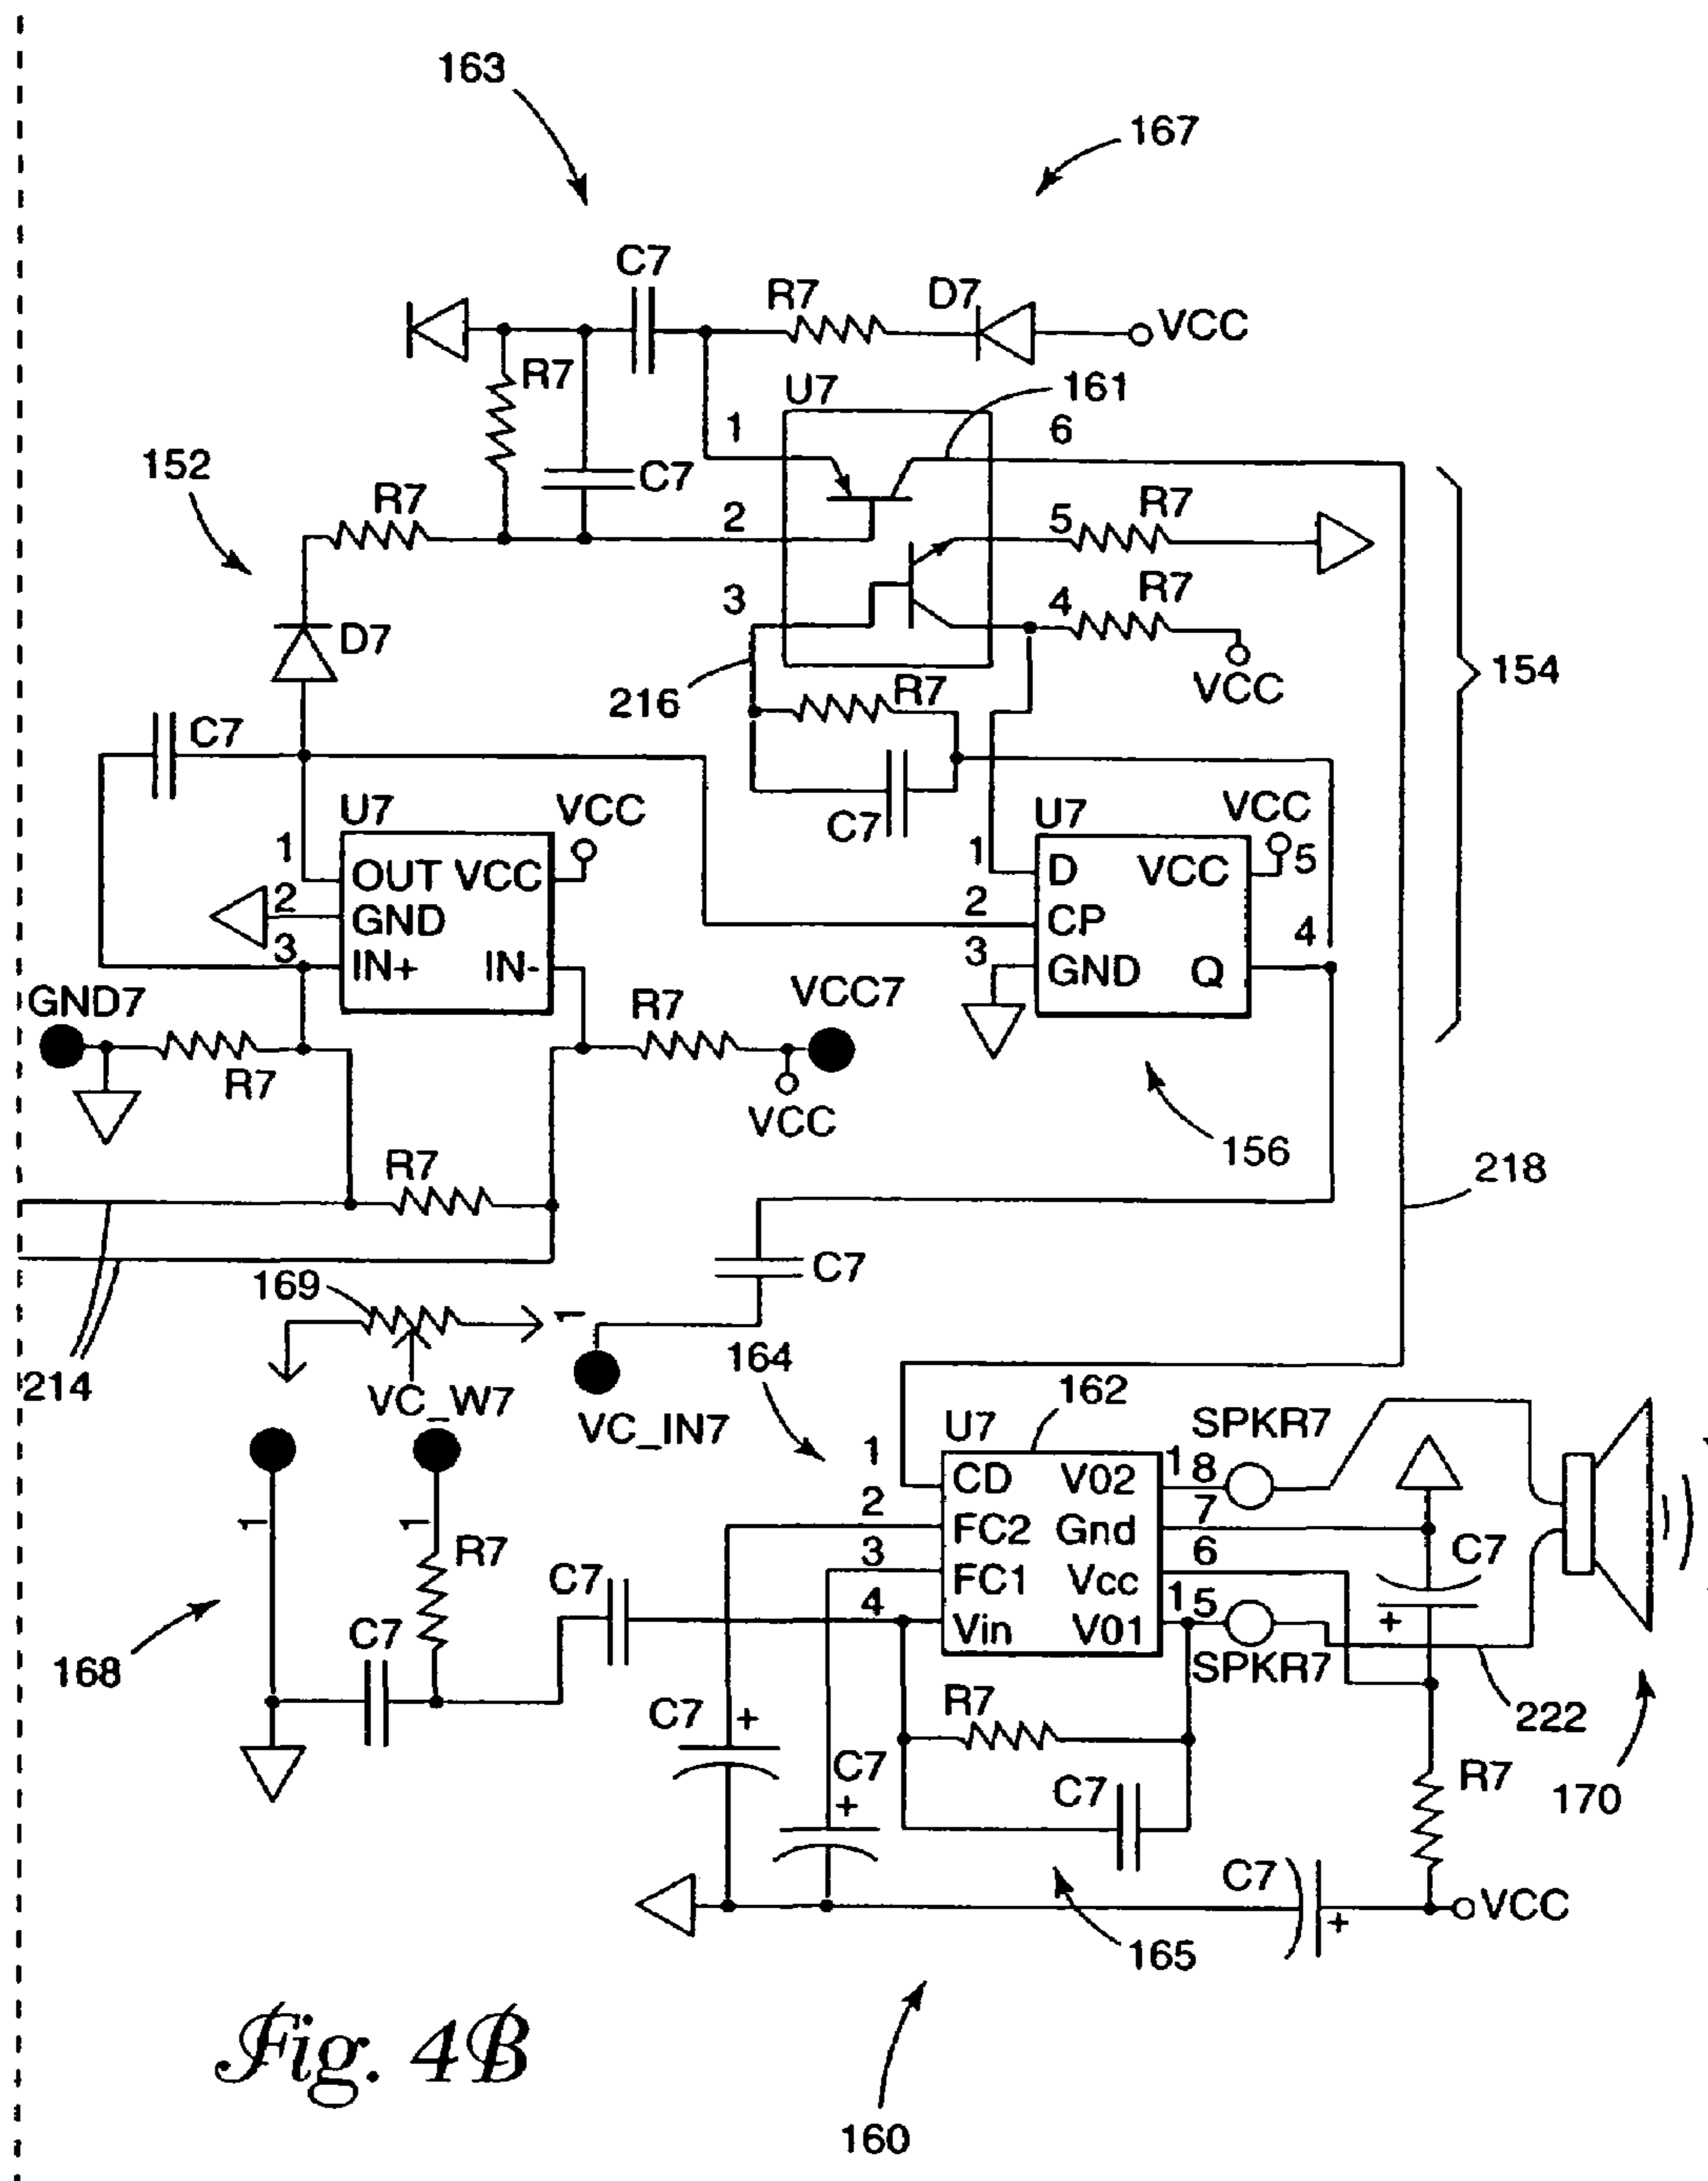 163
167
C7
R7
D7
VCC
R7
U7
161
1
6
152
C7
R7
2
5
R7
3
4
R7
D7
216
R7
VCC
154
C7
U7
VCC
C7
U7
VCC
1
OUT
VCC
1
D
VCC
5
2
GND
2
CP
3
IN+
IN-
3
GND
Q
4
GND7
R7
VCC7
R7
VCC
156
R7
218
C7
169
1
164
214
VC_W7
VC_IN7
162
U7
SPKR7
1
CD
V02
1
8
2
FC2
Gnd
7
1
1
R7
3
FC1
Vcc
6
C7
C7
4
Vin
V01
1
5
+
168
C7
SPKR7
C7
+
R7
222
C7
+
C7
R7
170
C7
+
VCC
165
Fig. 4B
160